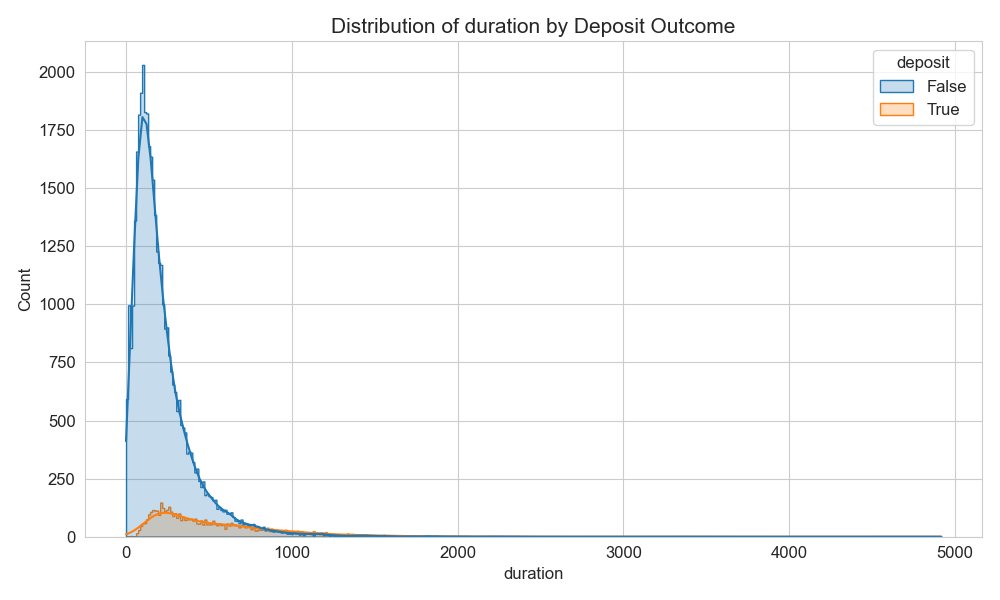 Distribution of duration by Deposit Outcome
deposit
False
True
Count
2000
1750
1500
1250
1000
750
500
250
0
0 1000 2000 3000 4000 5000
duration